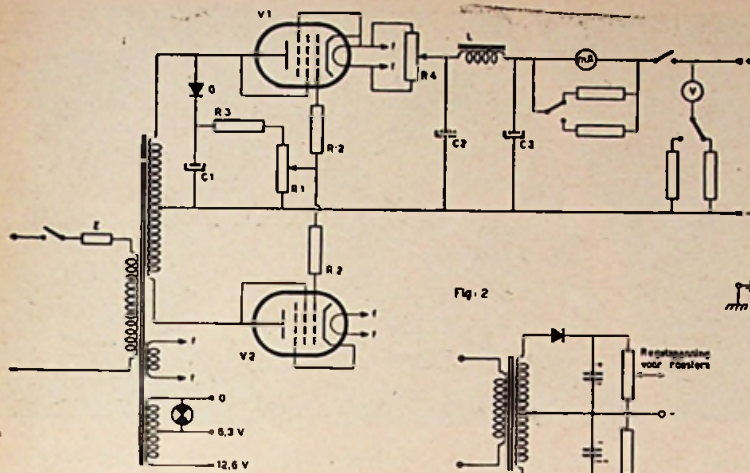 V1
F
F
R4
L
mA
V
G
R3
R2
C1
R1
C2
C3
R2
V2
F
F
F
F
0
6,3 V
12,6 V
Fig. 2
Regelspanning
voor roosters
+
-